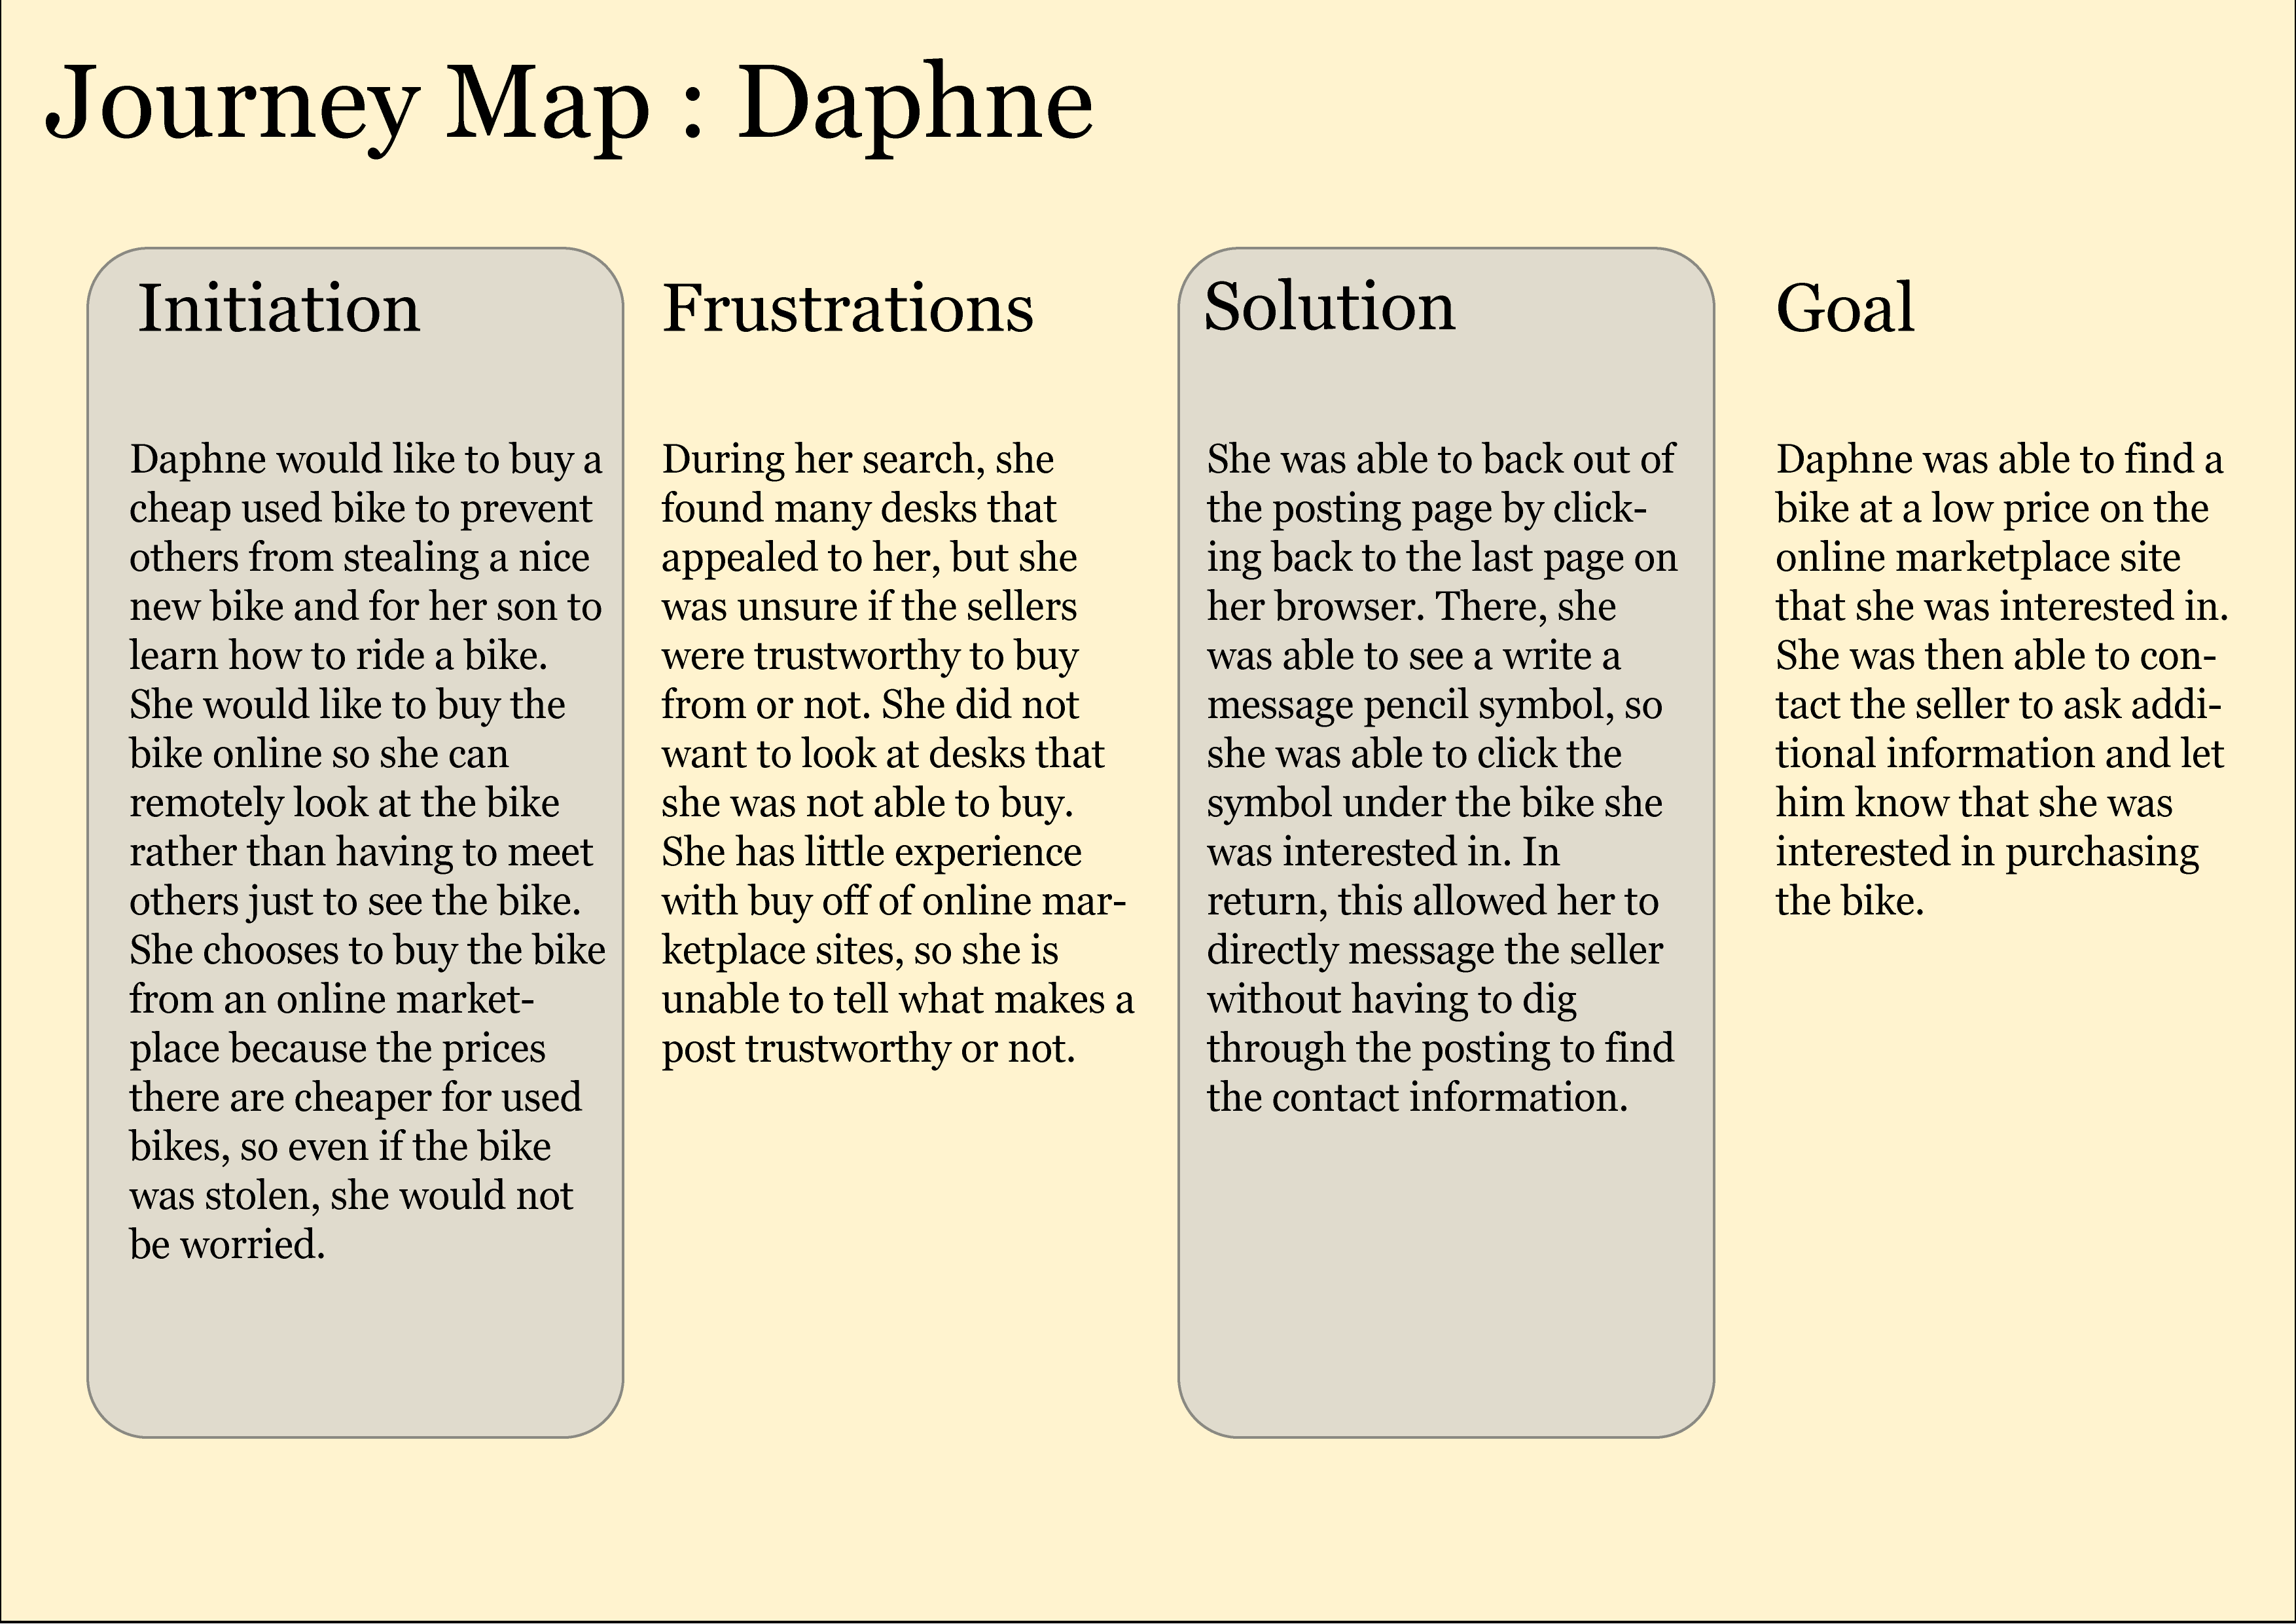 Journey Map : Daphne
Initiation
Daphne would like to buy a
cheap used bike to prevent
others from stealing a nice
new bike and for her son to
learn how to ride a bike.
She would like to buy the
bike online so she can
remotely look at the bike
rather than having to meet
others just to see the bike.
She chooses to buy the bike
from an online market-
place because the prices
there are cheaper for used
bikes, so even if the bike
was stolen, she would not
be worried.
Frustrations
During her search, she
found many desks that
appealed to her, but she
was unsure if the sellers
were trustworthy to buy
from or not. She did not
want to look at desks that
she was not able to buy.
She has little experience
with buy off of online mar-
ketplace sites, so she is
unable to tell what makes a
post trustworthy or not.
Solution
She was able to back out of
the posting page by click-
ing back to the last page on
her browser. There, she
was able to see a write a
message pencil symbol, so
she was able to click the
symbol under the bike she
was interested in. In
return, this allowed her to
directly message the seller
without having to dig
through the posting to find
the contact information.
Goal
Daphne was able to find a
bike at a low price on the
online marketplace site
that she was interested in.
She was then able to con-
tact the seller to ask addi-
tional information and let
him know that she was
interested in purchasing
the bike.